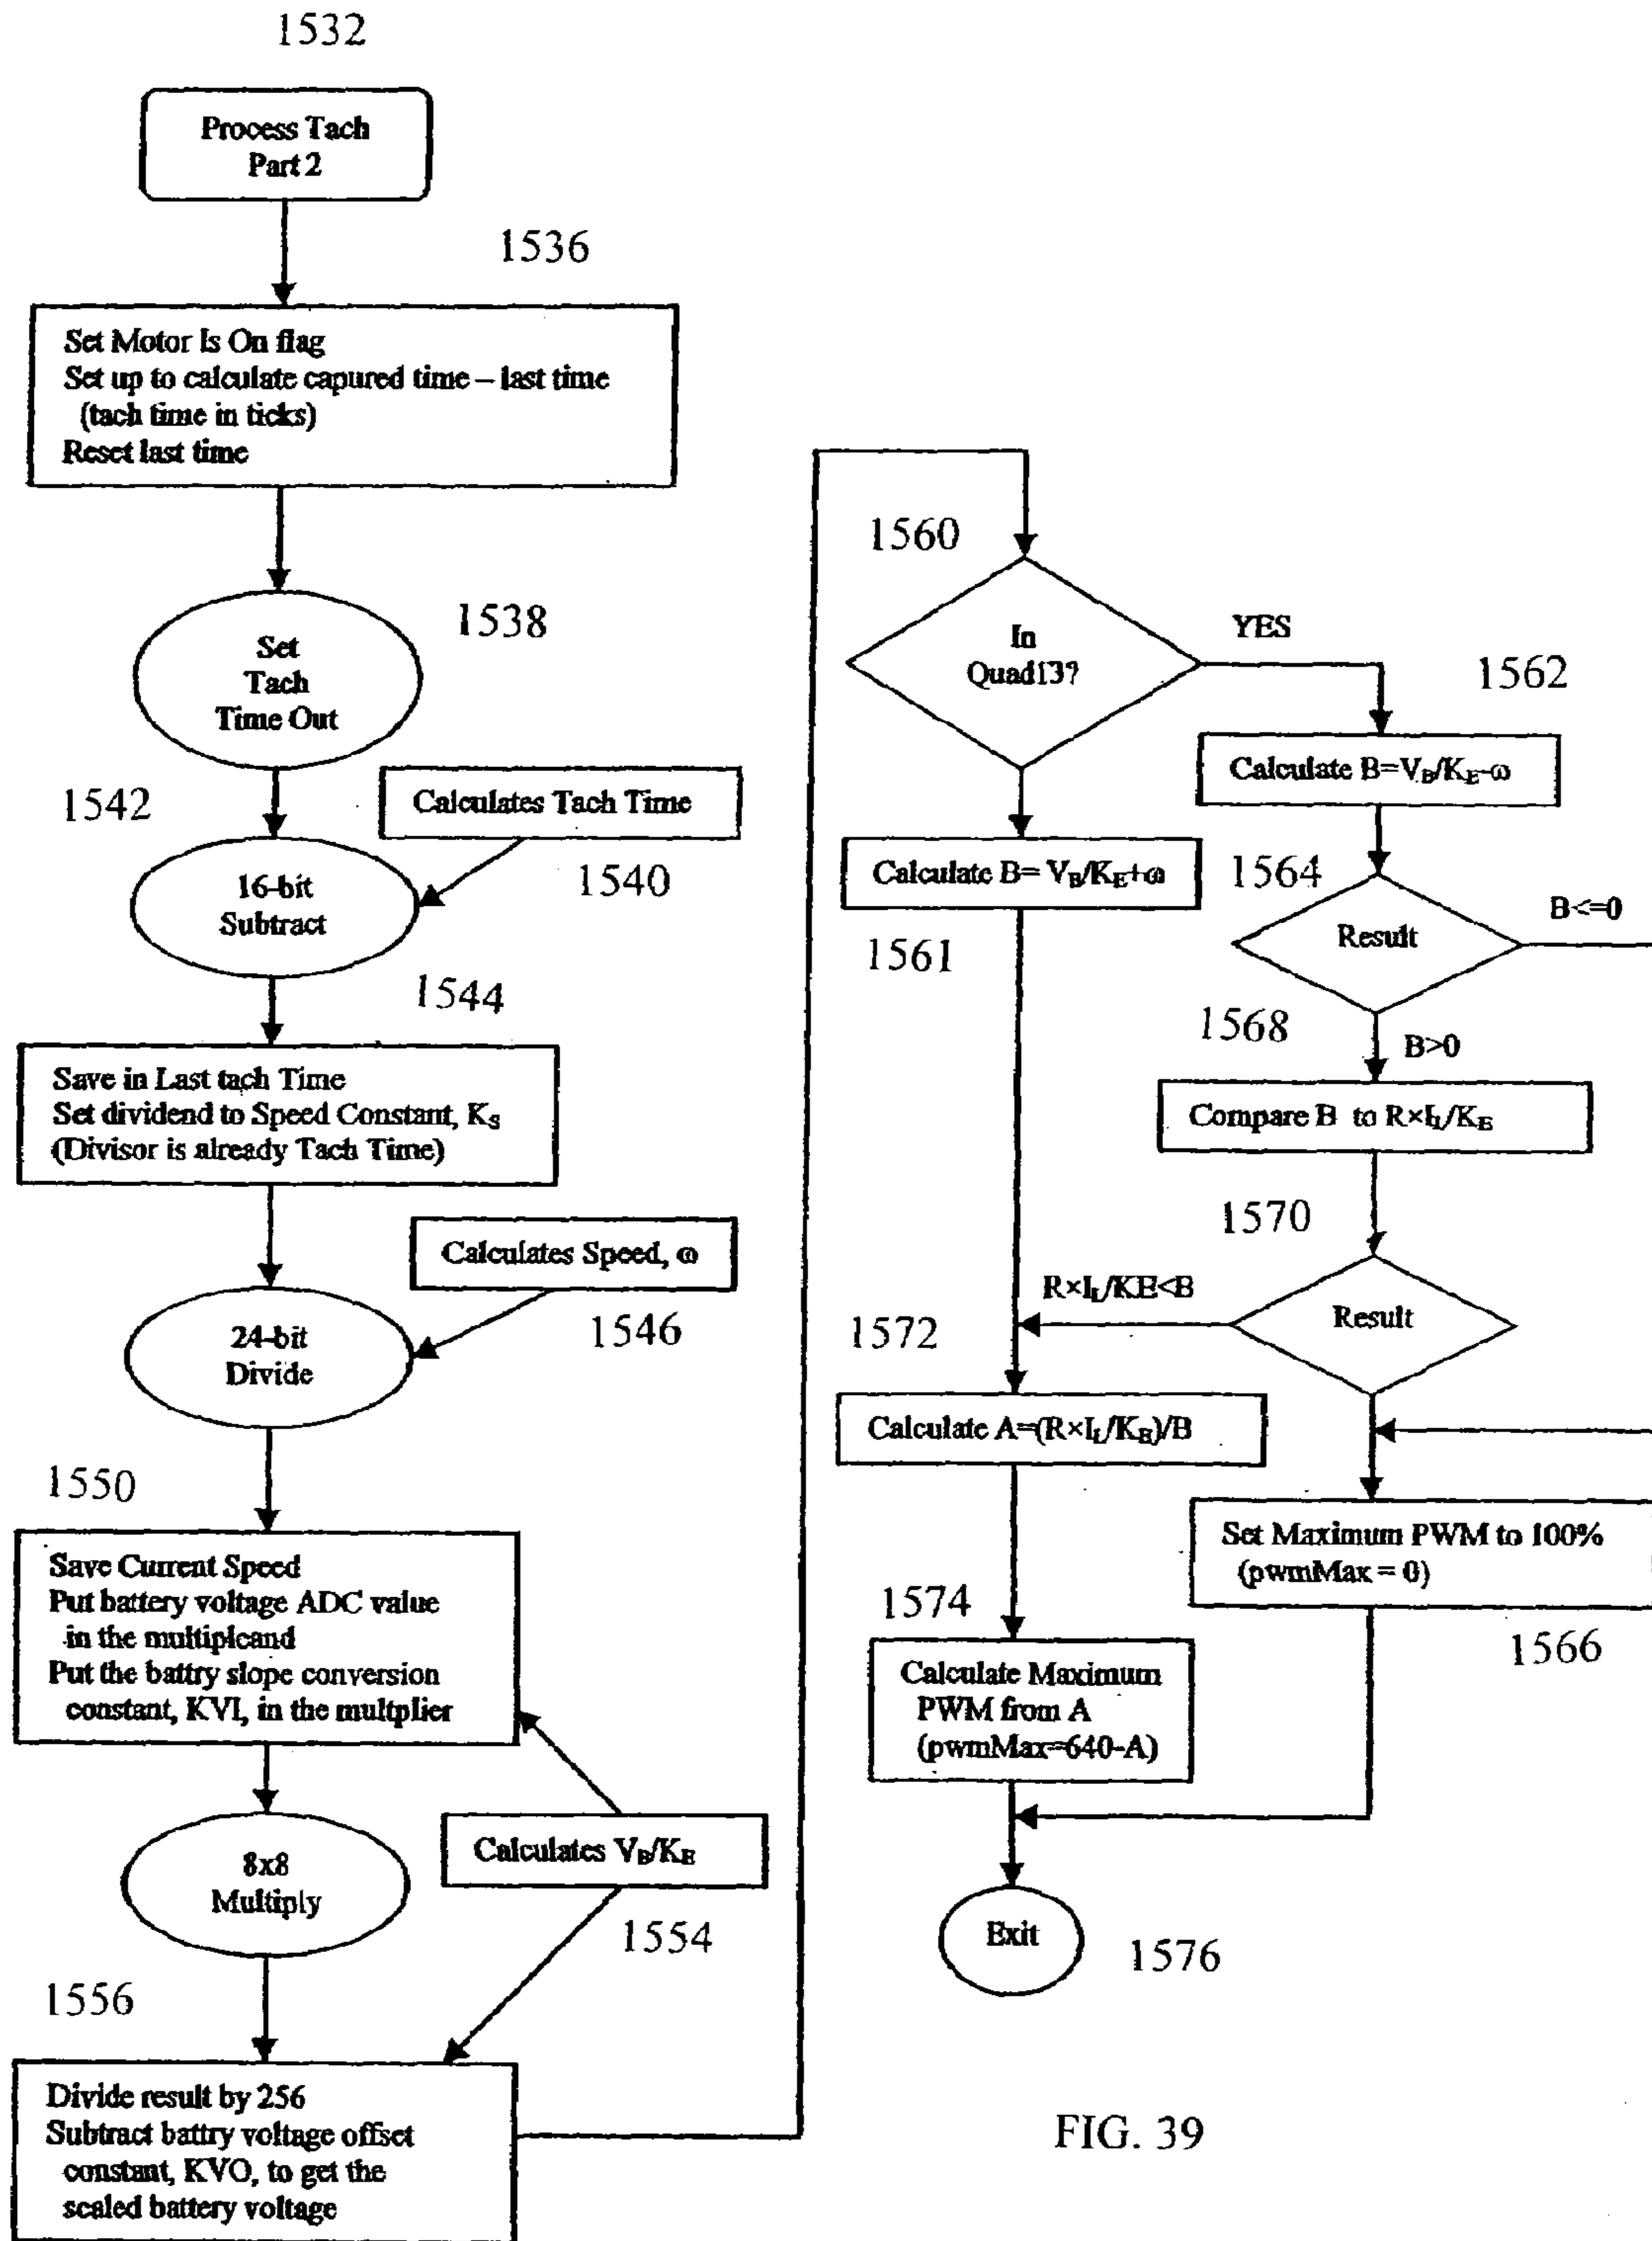 1532
Process Tach
Part 2
1536
Set Motor Is On flag
Set up to calculate capured time – last time
(tach time in ticks)
Reset last time
1538
Set
Tach
Time Out
1542
Calculates Tach Time
1540
16-bit
Subtract
1544
Save in Last tach Time
Set dividend to Speed Constant, KS
(Divisor is already Tach Time)
Calculates Speed, ω
1546
24-bit
Divide
1550
Save Current Speed
Put battery voltage ADC value
in the multiplcand
Put the battry slope conversion
constant, KVI, in the multplier
8x8
Multiply
Calculates VB/KE
1554
1556
Divide result by 256
Subtract battry voltage offset
constant, KVO, to get the
scaled battery voltage
1560
In
Quad13?
YES
1562
Calculate B=VB/KE-ω
Calculate B= VB/KE+ω
1561
1564
Result
B<=0
1568
B>0
Compare B to R×IL/KE
1570
R×IL/KE<B
Result
1572
Calculate A=(R×IL/KE)/B
Set Maximum PWM to 100%
(pwmMax = 0)
1566
1574
Calculate Maximum
PWM from A
(pwmMax=640-A)
Exit
1576
FIG. 39